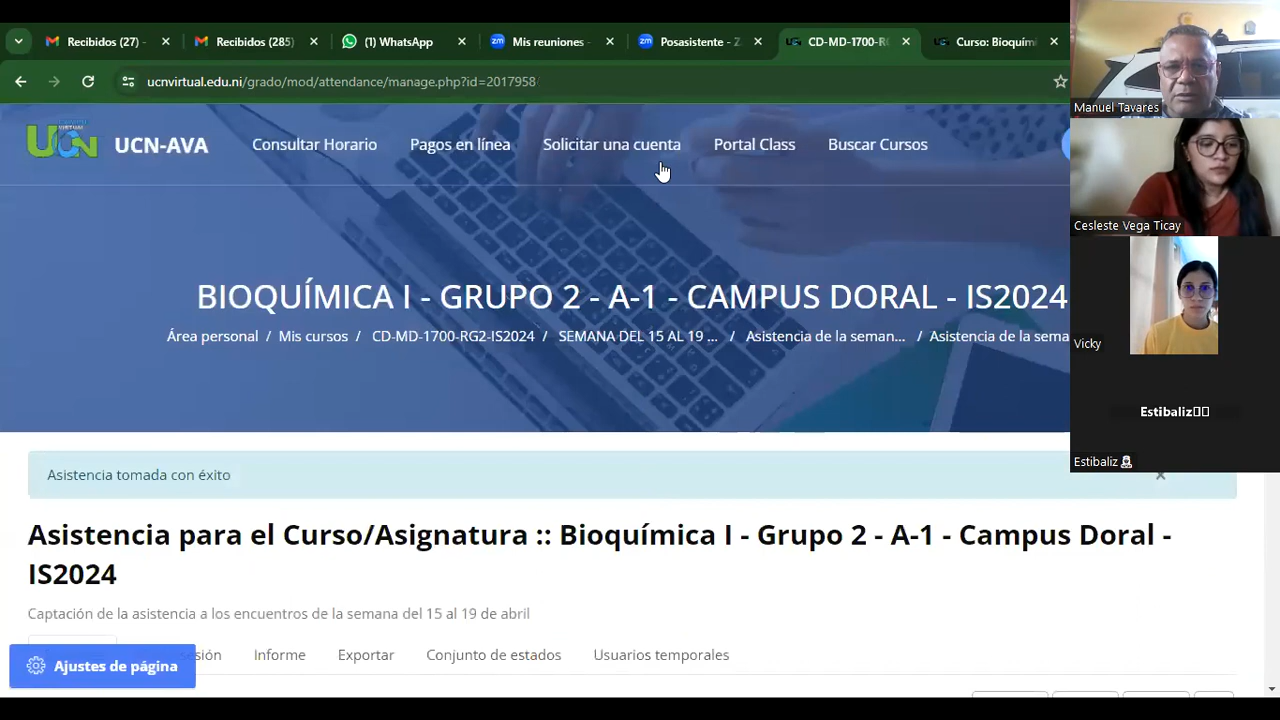 Recibidos (27) -
Recibidos (285)
(1) WhatsApp
Mis reuniones -
Posasistente - Z
CD-MD-1700-RG
Curso: Bioquími
ucnvirtual.edu.ni/grado/mod/attendance/manage.php?id=2017958
UCN
UCN-AVA
Consultar Horario
Pagos en línea
Solicitar una cuenta
Portal Class
Buscar Cursos
BIOQUÍMICA I - GRUPO 2 - A-1 - CAMPUS DORAL - IS2024
Área personal / Mis cursos / CD-MD-1700-RG2-IS2024 / SEMANA DEL 15 AL 19 ... / Asistencia de la seman... / Asistencia de la sema
Asistencia tomada con éxito
Asistencia para el Curso/Asignatura :: Bioquímica I - Grupo 2 - A-1 - Campus Doral -
IS2024
Captación de la asistencia a los encuentros de la semana del 15 al 19 de abril
sesión
Informe
Exportar
Conjunto de estados
Usuarios temporales
Ajustes de página
Manuel Tavares
Cesleste Vega Ticay
Vicky
Estibaliz
Estibaliz